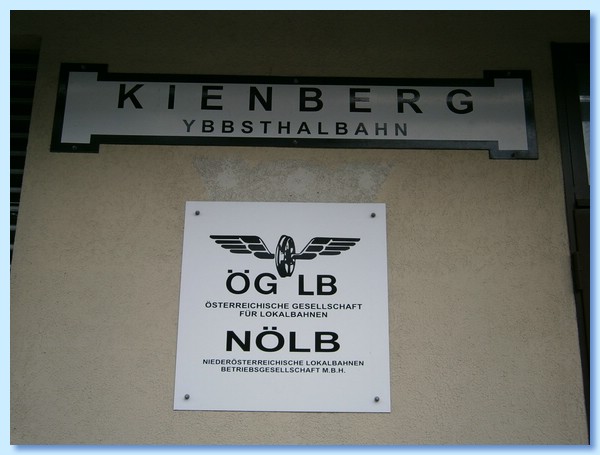 KIENBERG
YBBSTHALBAHN
ÖG LB
ÖSTERREICHISCHE GESELLSCHAFT
FÜR LOKALBAHNEN
NÖLB
NIEDERÖSTERREICHISCHE LOKALBAHNEN
BETRIEBSGESELLSCHAFT M.B.H.